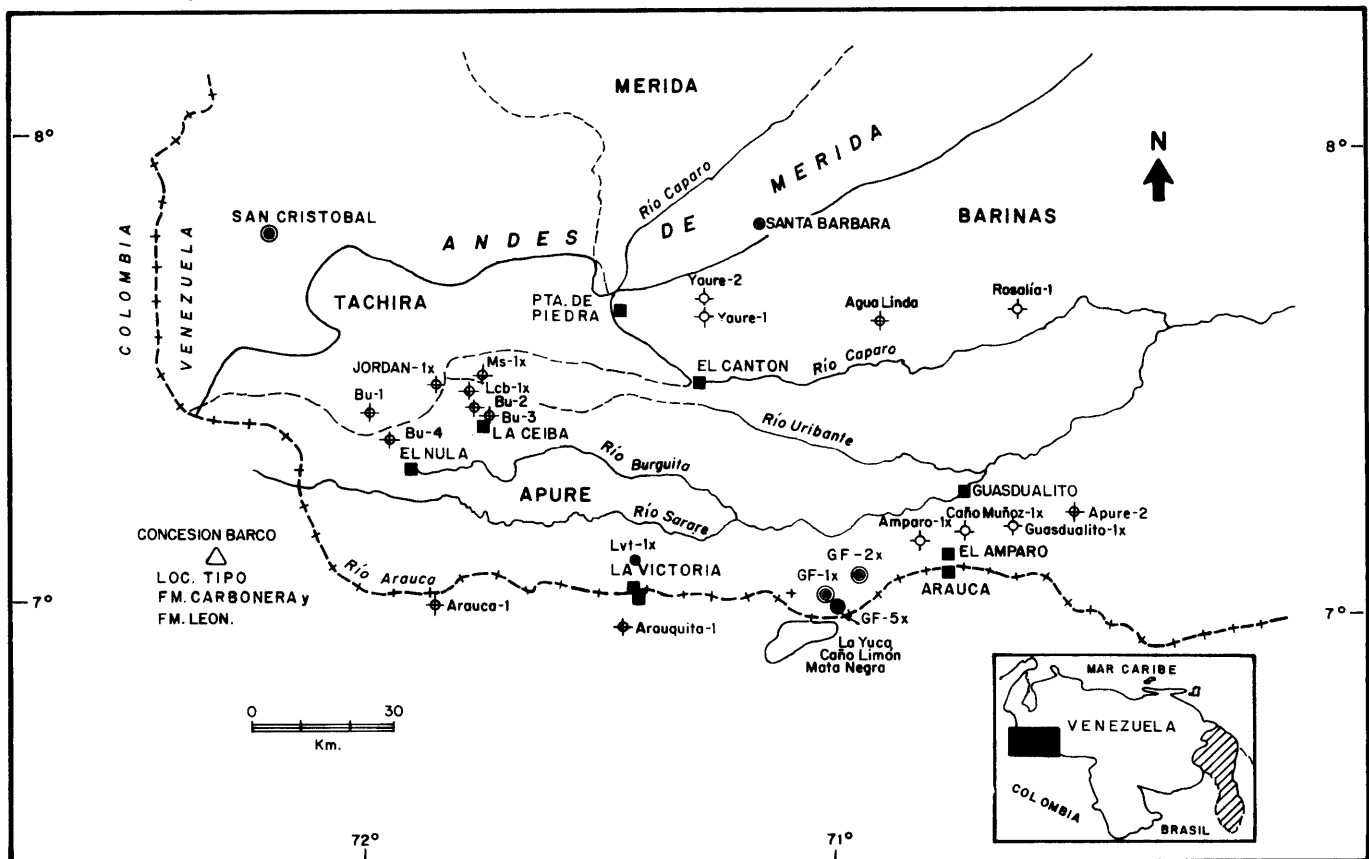 MERIDA
8°
8°
N
Río Caparo
ANDES DE MERIDA
SAN CRISTOBAL
SANTA BARBARA
BARINAS
COLOMBIA
VENEZUELA
TACHIRA
PTA. DE
PIEDRA
Yaure-2
Yaure-1
Agua Linda
Rosalía-1
JORDAN-1x
Ms-1x
EL CANTON
Río Caparo
Lcb-1x
Bu-1
Bu-2
Bu-3
Bu-4
LA CEIBA
Río Uribante
EL NULA
Río Burguita
APURE
GUASDUALITO
Río Sarare
Amparo-1x
Caño Muñoz-1x
Apure-2
Guasdualito-1x
CONCESION BARCO
LOC. TIPO
FM. CARBONERA y
FM. LEON.
Río Arauca
Lvt-1x
LA VICTORIA
GF-2x
GF-1x
EL AMPARO
ARAUCA
7°
7°
Arauca-1
Arauquita-1
GF-5x
La Yuca
Caño Limón
Mata Negra
0 30
Km.
MAR CARIBE
VENEZUELA
COLOMBIA
BRASIL
72°
71°